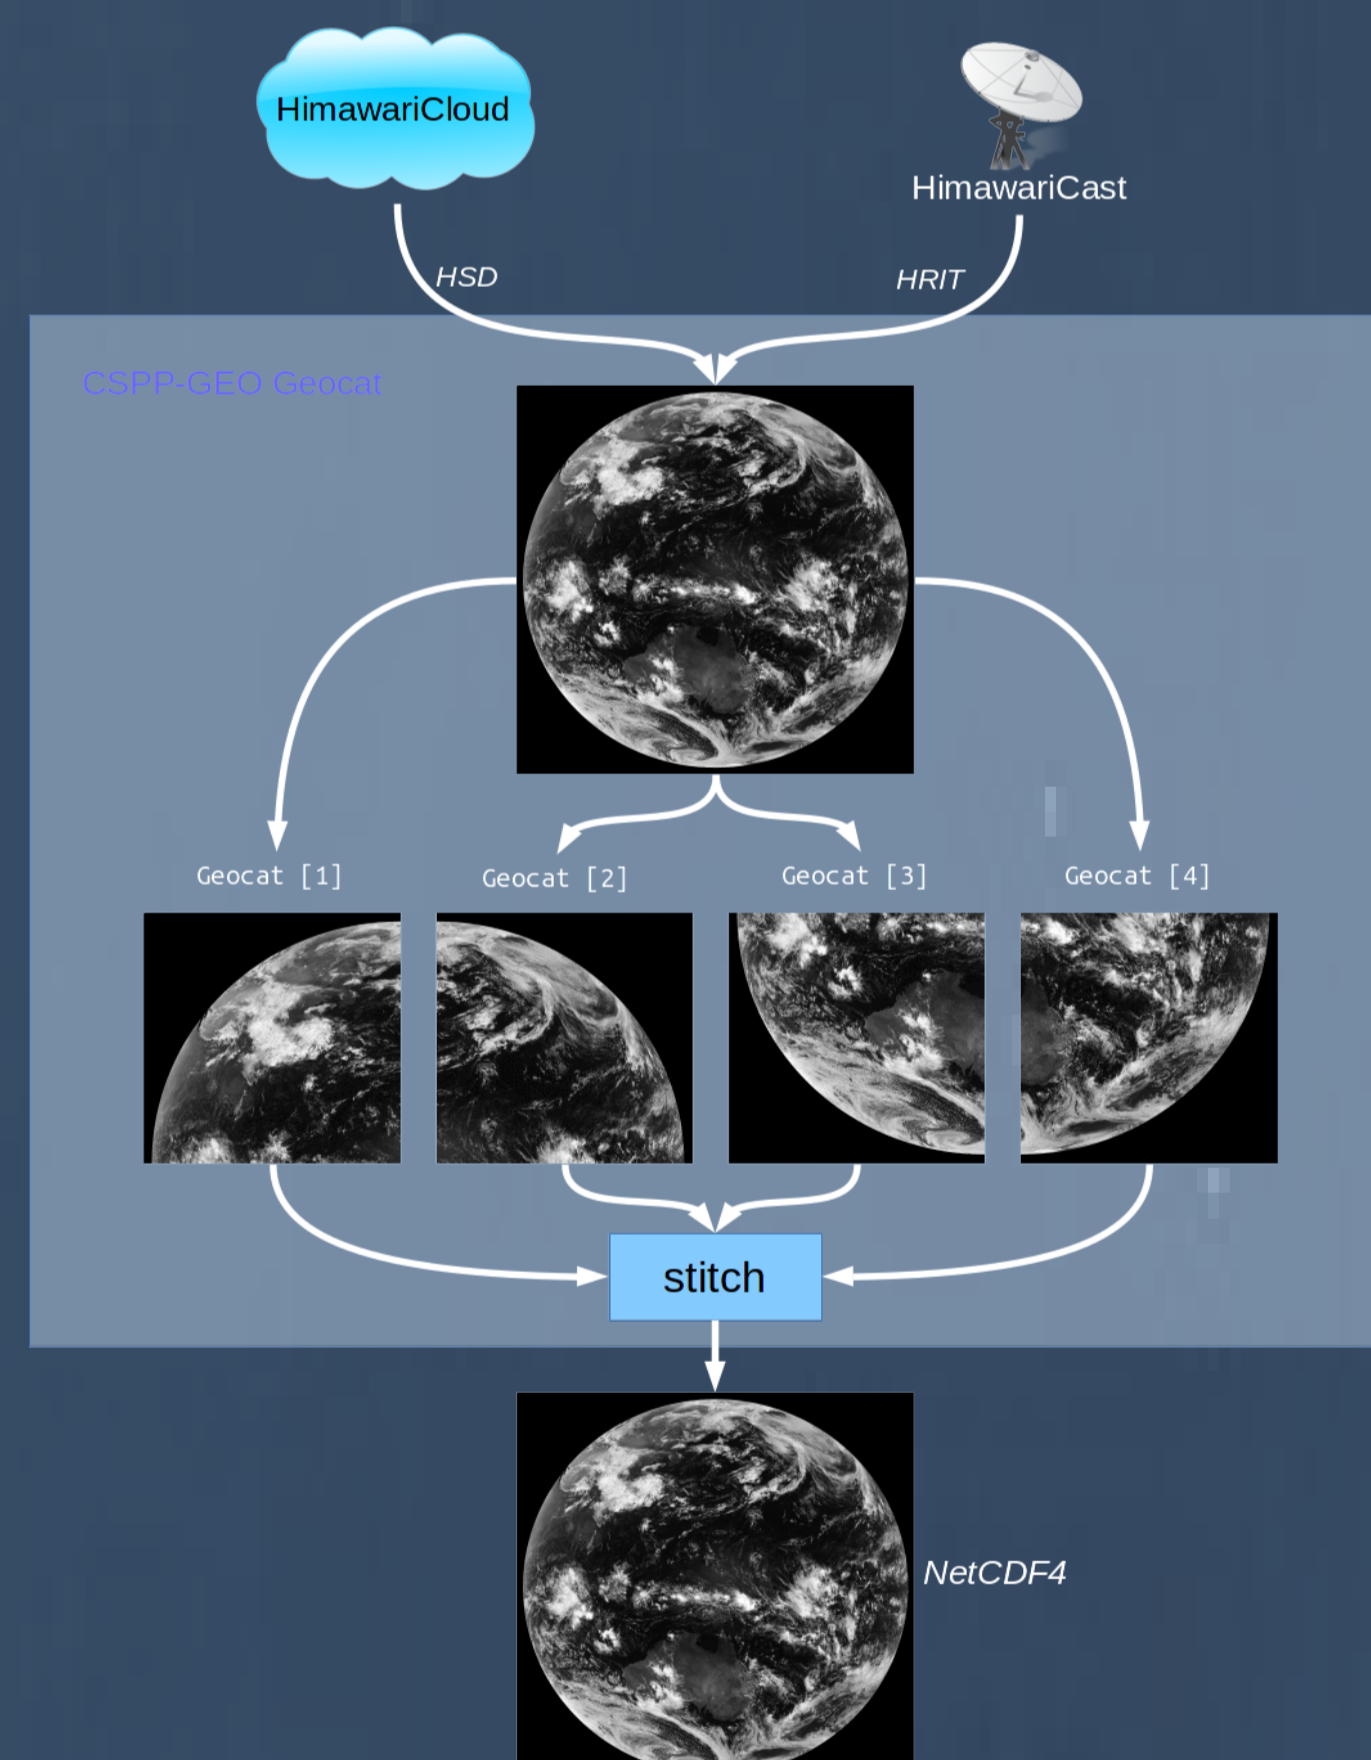 HimawariCloud
HimawariCast
HSD
HRIT
CSPP-GEO Geocat
Geocat [1]
Geocat [2]
Geocat [3]
Geocat [4]
stitch
NetCDF4